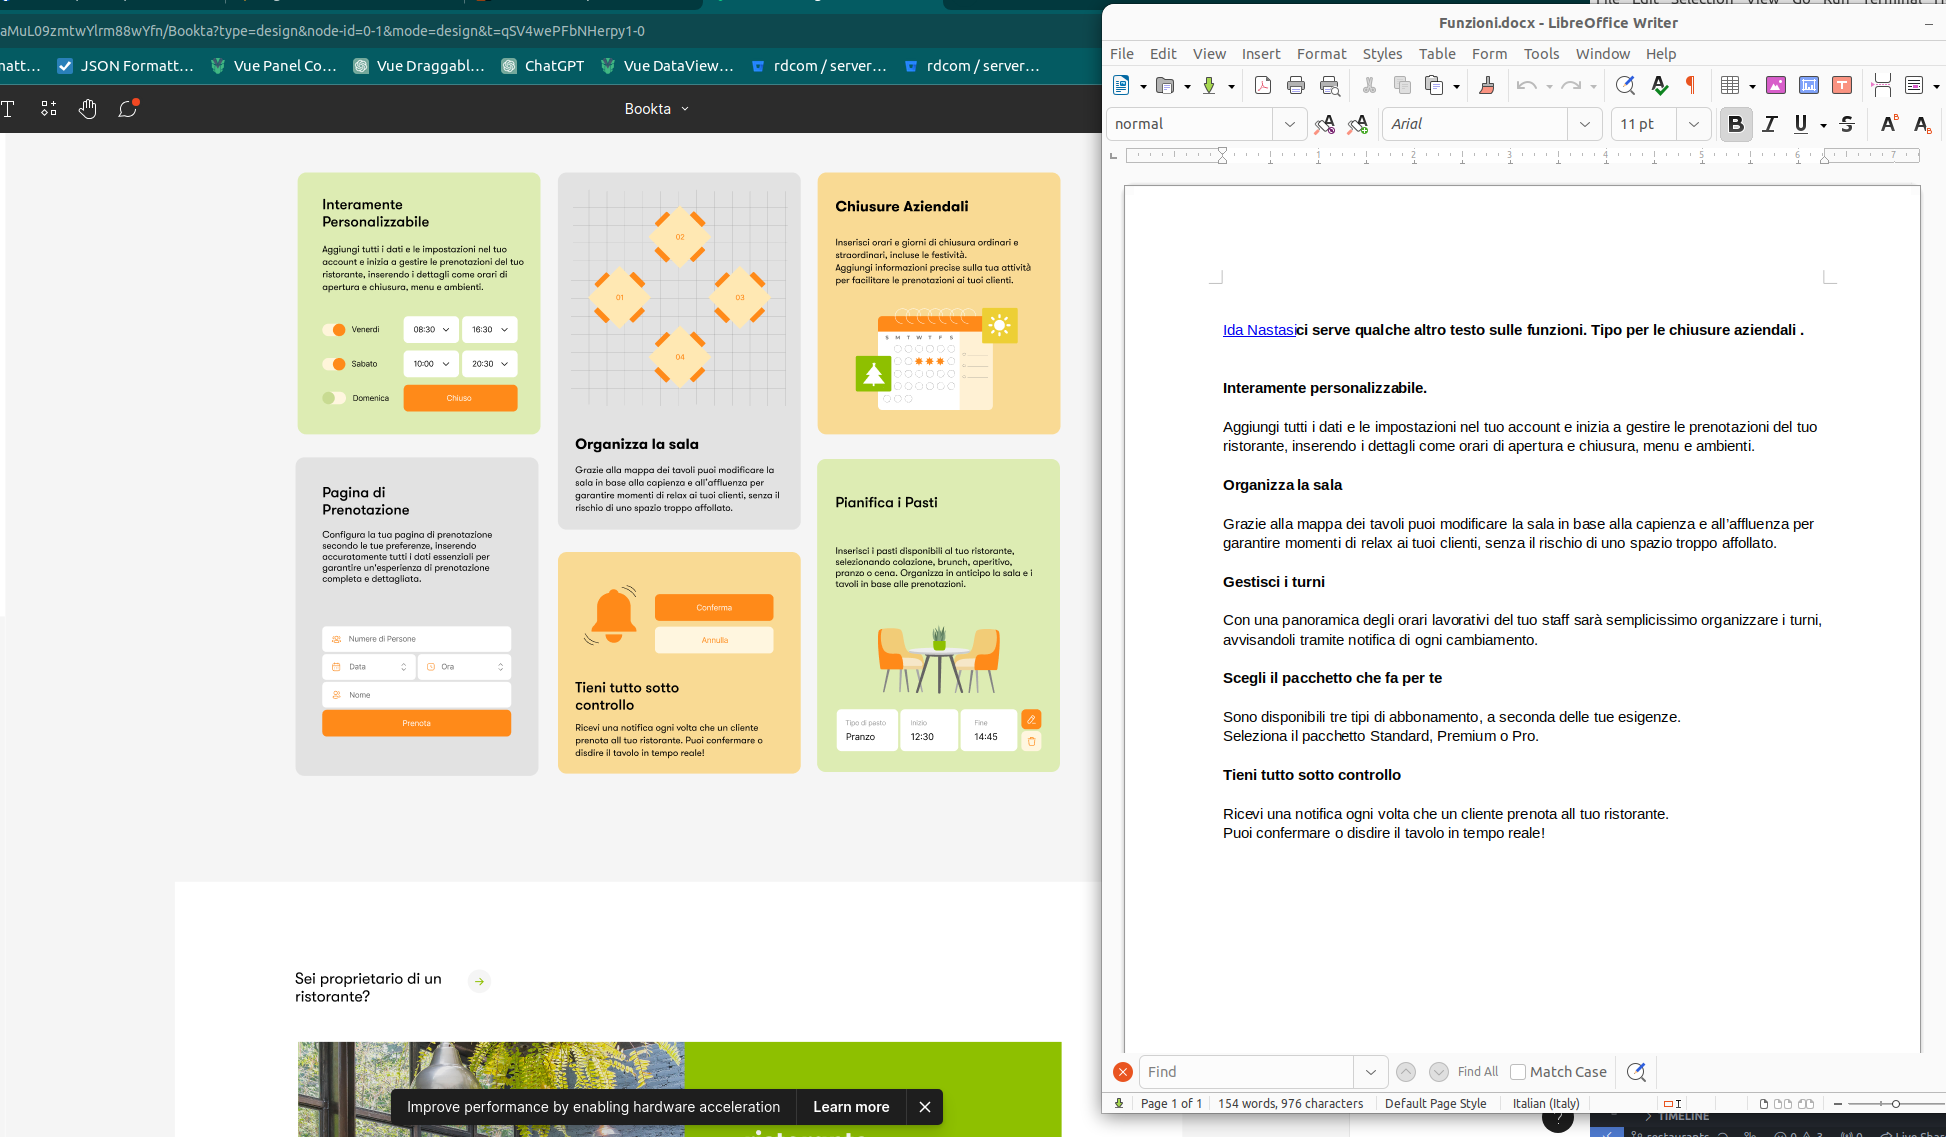 aMuL09zmtwYlrm88wYfn/Bookta?type=design&node-id=0-1&mode=design&t=qSV4wePFbNHerpy1-0
natt…
JSON Formatt…
Vue Panel Co…
Vue Draggabl…
ChatGPT
Vue DataView…
rdcom / server…
rdcom / server…
Bookta
Interamente
Personalizzabile
Aggiungi tutti i dati e le impostazioni nel tuo
account e inizia a gestire le prenotazioni del tuo
ristorante, inserendo i dettagli come orari di
apertura e chiusura, menu e ambienti.
Venerdì 08:30 16:30
Sabato 10:00 20:30
Domenica Chiuso
02
01
03
04
Organizza la sala
Grazie alla mappa dei tavoli puoi modificare la
sala in base alla capienza e all'affluenza per
garantire momenti di relax ai tuoi clienti, senza il
rischio di uno spazio troppo affollato.
Chiusure Aziendali
Inserisci orari e giorni di chiusura ordinari e
straordinari, incluse le festività.
Aggiungi informazioni precise sulla tua attività
per facilitare le prenotazioni ai tuoi clienti.
S M T W T F S
Pagina di
Prenotazione
Configura la tua pagina di prenotazione
secondo le tue preferenze, inserendo
accuratamente tutti i dati essenziali per
garantire un'esperienza di prenotazione
completa e dettagliata.
Numere di Persone
Data
Ora
Nome
Prenota
Conferma
Annulla
Tieni tutto sotto
controllo
Ricevi una notifica ogni volta che un cliente
prenota all tuo ristorante. Puoi confermare o
disdire il tavolo in tempo reale!
Pianifica i Pasti
Inserisci i pasti disponibili al tuo ristorante,
selezionando colazione, brunch, aperitivo,
pranzo o cena. Organizza in anticipo la sala e i
tavoli in base alle prenotazioni.
Tipo di pasto Inizio Fine
Pranzo 12:30 14:45
Sei proprietario di un
ristorante?
Improve performance by enabling hardware acceleration Learn more
Funzioni.docx - LibreOffice Writer
File Edit View Insert Format Styles Table Form Tools Window Help
normal
Arial
11 pt
1 2 3 4 5 6 7
Ida Nastasici serve qualche altro testo sulle funzioni. Tipo per le chiusure aziendali .
Interamente personalizzabile.
Aggiungi tutti i dati e le impostazioni nel tuo account e inizia a gestire le prenotazioni del tuo
ristorante, inserendo i dettagli come orari di apertura e chiusura, menu e ambienti.
Organizza la sala
Grazie alla mappa dei tavoli puoi modificare la sala in base alla capienza e all'affluenza per
garantire momenti di relax ai tuoi clienti, senza il rischio di uno spazio troppo affollato.
Gestisci i turni
Con una panoramica degli orari lavorativi del tuo staff sarà semplicissimo organizzare i turni,
avvisandoli tramite notifica di ogni cambiamento.
Scegli il pacchetto che fa per te
Sono disponibili tre tipi di abbonamento, a seconda delle tue esigenze.
Seleziona il pacchetto Standard, Premium o Pro.
Tieni tutto sotto controllo
Ricevi una notifica ogni volta che un cliente prenota all tuo ristorante.
Puoi confermare o disdire il tavolo in tempo reale!
Find
Find All
Match Case
Page 1 of 1
154 words, 976 characters
Default Page Style
Italian (Italy)
TIMELINE